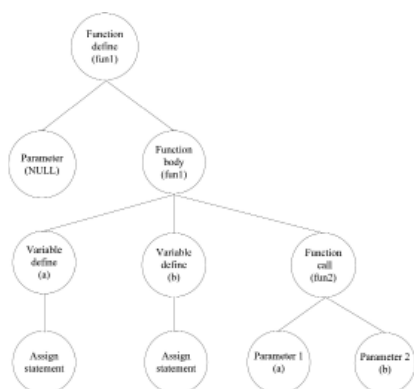 Function
define
(fun1)
Parameter
(NULL)
Function
body
(fun1)
Variable
define
(a)
Variable
define
(b)
Function
call
(fun2)
Assign
statement
Assign
statement
Parameter 1
(a)
Parameter 2
(b)